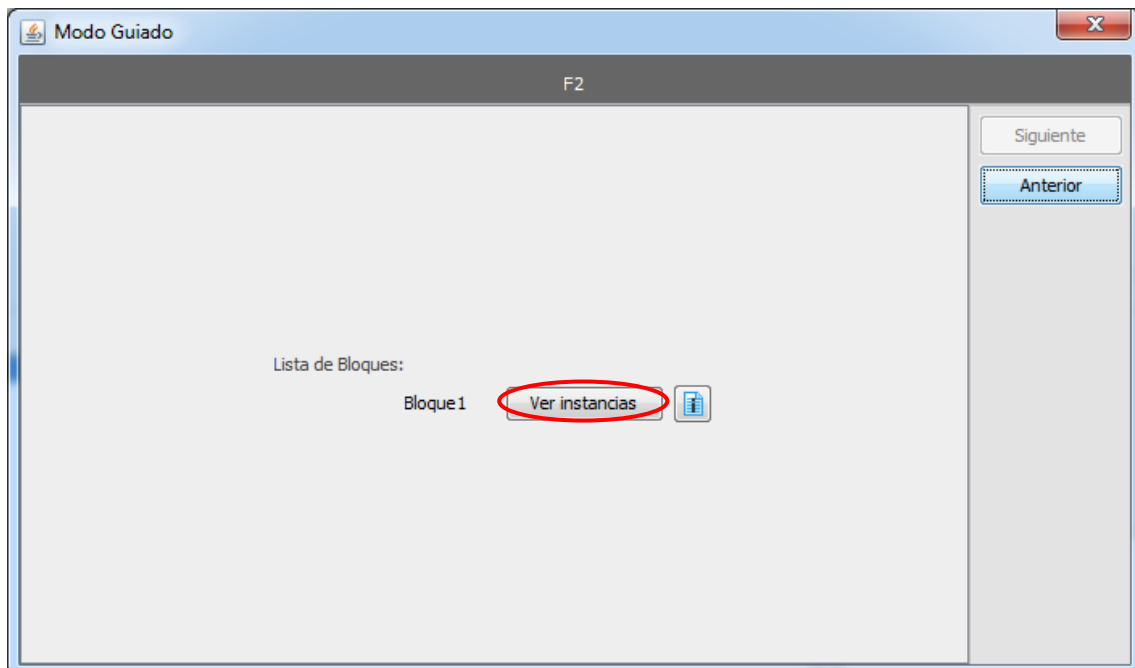 Modo Guiado
F2
Siguiente
Anterior
Lista de Bloques:
Bloque1 Ver instancias